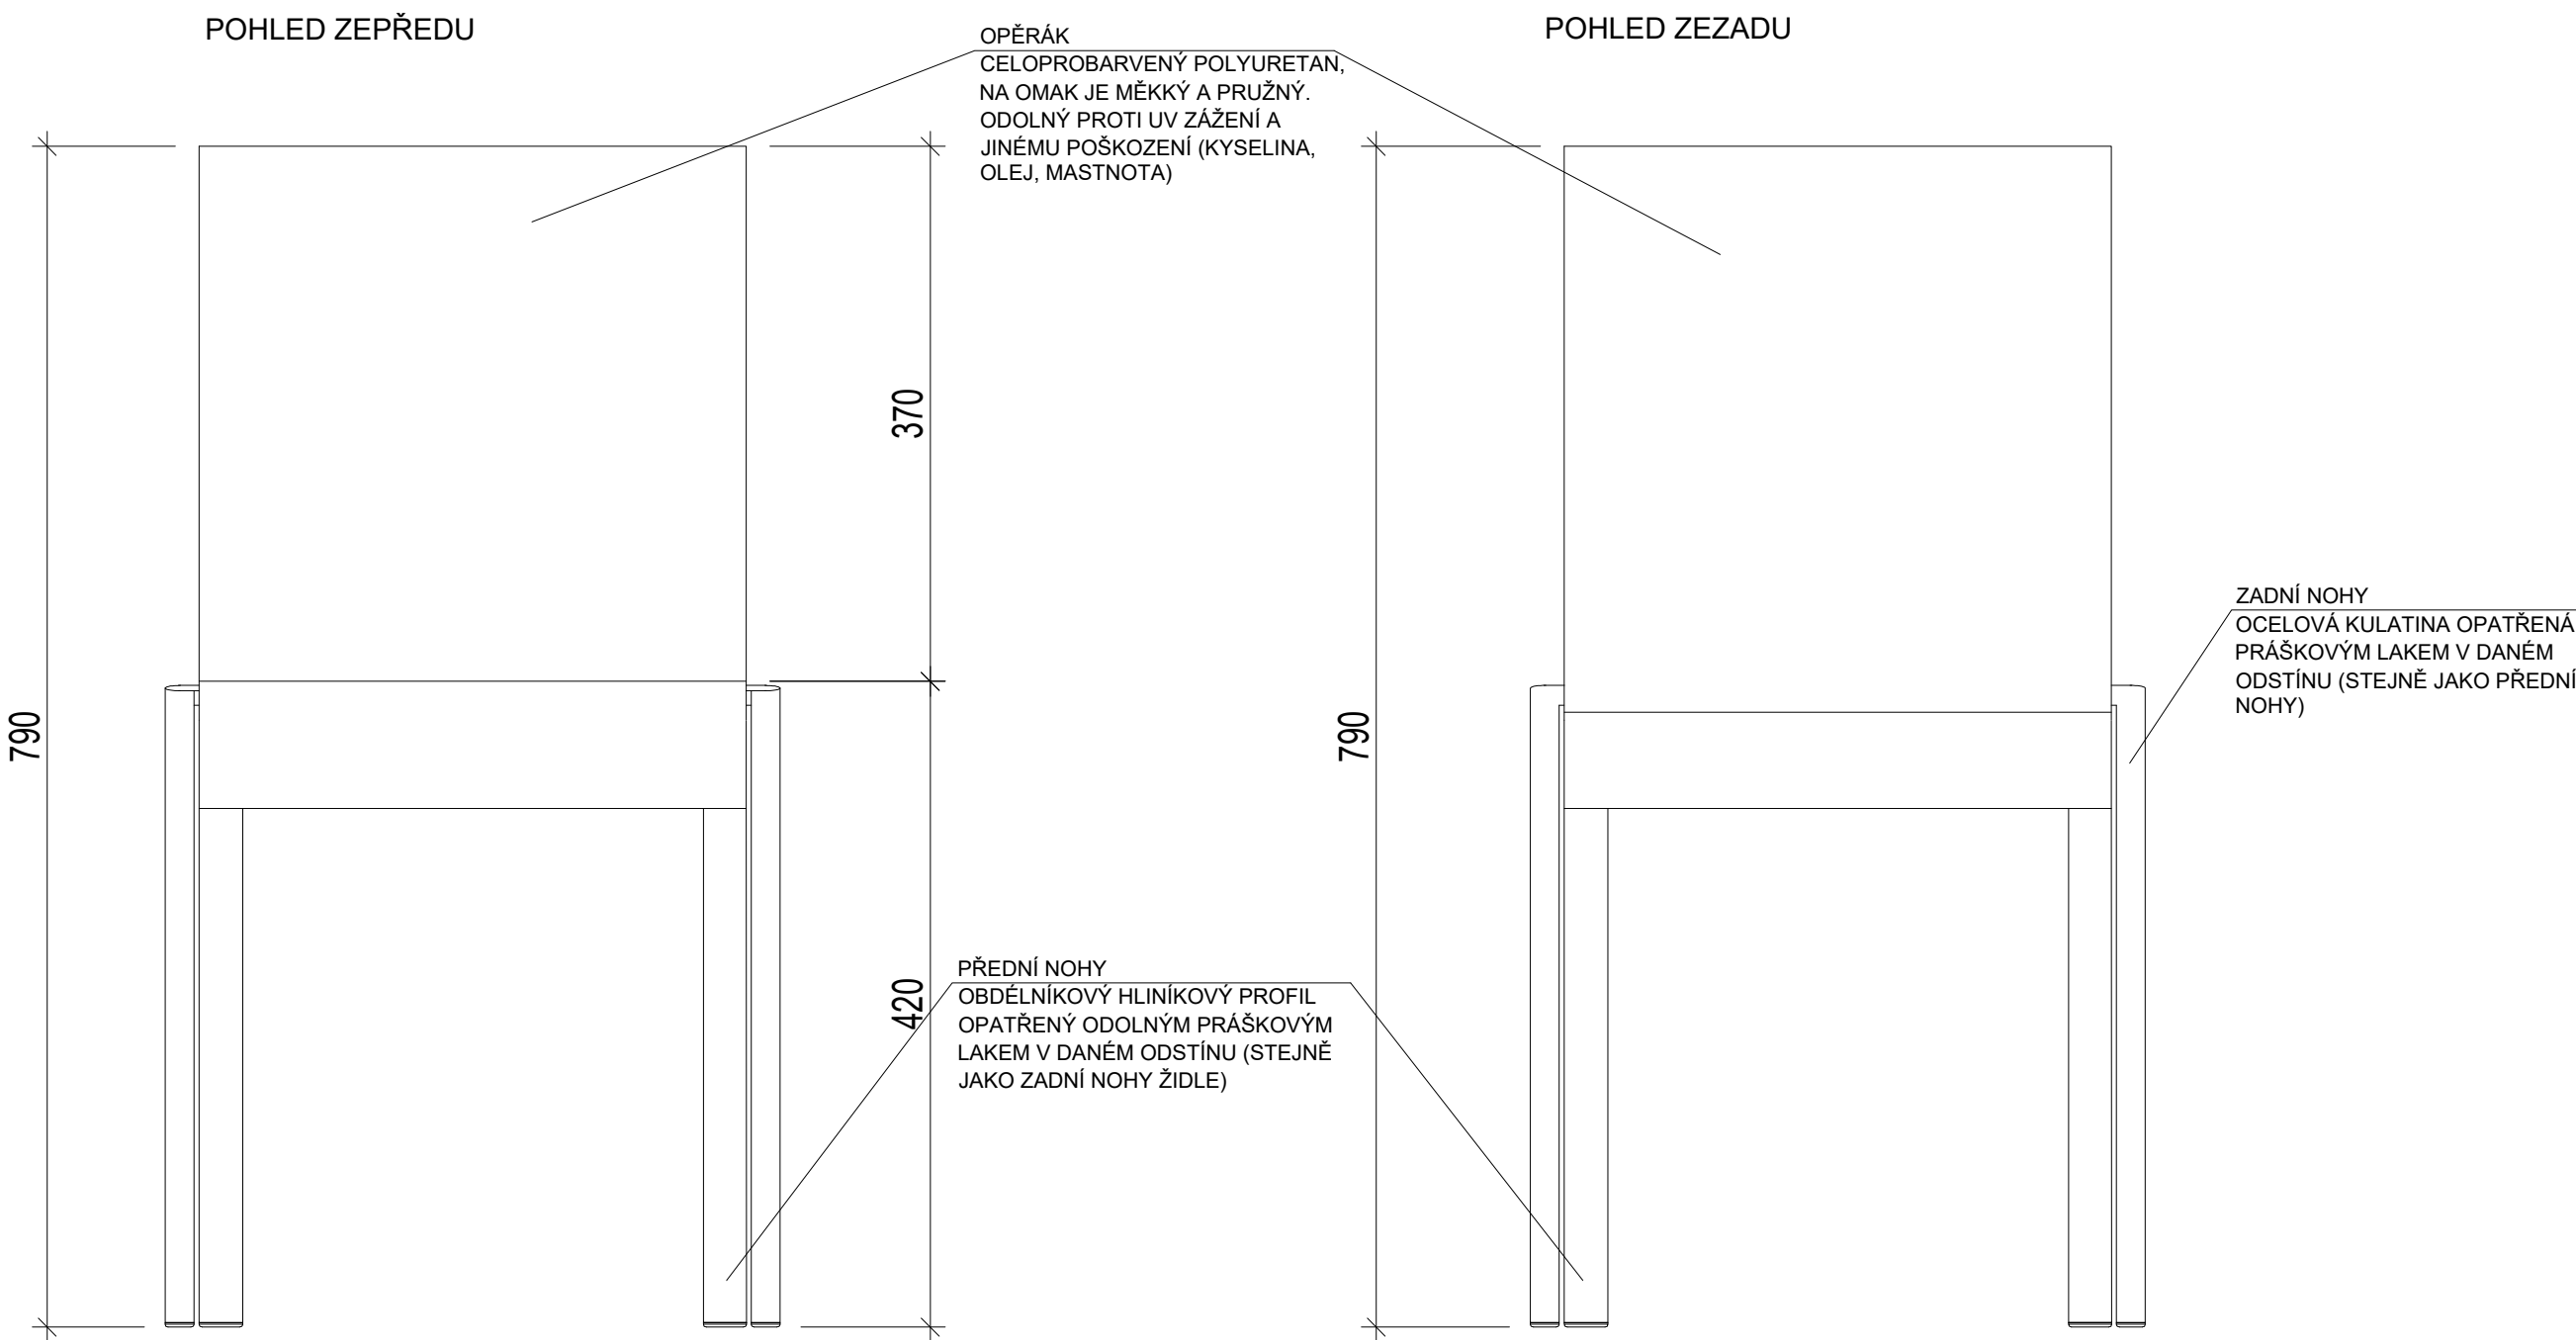 POHLED ZEPŘEDU
POHLED ZEZADU
OPĚRÁK
CELOPROBARVENÝ POLYURETAN,
NA OMAK JE MĚKKÝ A PRUŽNÝ.
ODOLNÝ PROTI UV ZÁŽENÍ A
JINÉMU POŠKOZENÍ (KYSELINA,
OLEJ, MASTNOTA)
370
790
790
ZADNÍ NOHY
OCELOVÁ KULATINA OPATŘENÁ
PRÁŠKOVÝM LAKEM V DANÉM
ODSTÍNU (STEJNĚ JAKO PŘEDNÍ
NOHY)
420
PŘEDNÍ NOHY
OBDÉLNÍKOVÝ HLINÍKOVÝ PROFIL
OPATŘENÝ ODOLNÝM PRÁŠKOVÝM
LAKEM V DANÉM ODSTÍNU (STEJNĚ
JAKO ZADNÍ NOHY ŽIDLE)